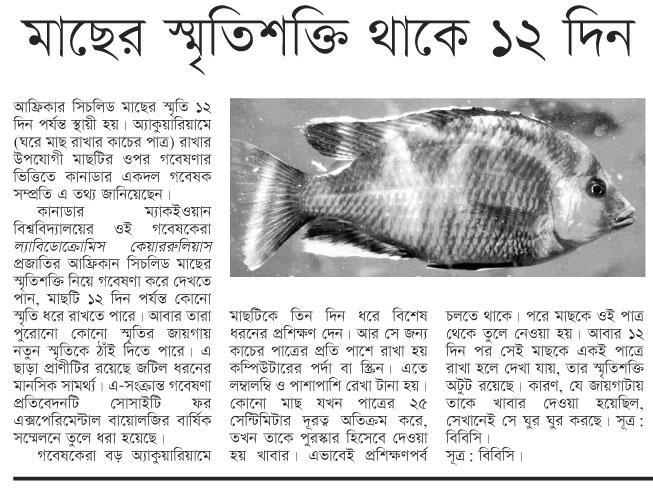 মাছের স্মৃতিশক্তি থাকে ১২ দিন
আফ্রিকার সিচলিড মাছের স্মৃতি ১২
দিন পর্যন্ত স্থায়ী হয়। অ্যাকুয়ারিয়ামে
(ঘরে মাছ রাখার কাচের পাত্র) রাখার
উপযোগী মাছটির ওপর গবেষণার
ভিত্তিতে কানাডার একদল গবেষক
সম্প্রতি এ তথ্য জানিয়েছেন।
কানাডার ম্যাকইওয়ান
বিশ্ববিদ্যালয়ের ওই গবেষকেরা
ল্যাবিডোক্রোমিস কেয়াররুলিয়াস
প্রজাতির আফ্রিকান সিচলিড মাছের
স্মৃতিশক্তি নিয়ে গবেষণা করে দেখতে
পান, মাছটি ১২ দিন পর্যন্ত কোনো
স্মৃতি ধরে রাখতে পারে। আবার তারা
পুরোনো কোনো স্মৃতির জায়গায়
নতুন স্মৃতিকে ঠাঁই দিতে পারে। এ
ছাড়া প্রাণীটির রয়েছে জটিল ধরনের
মানসিক সামর্থ্য। এ-সংক্রান্ত গবেষণা
প্রতিবেদনটি সোসাইটি ফর
এক্সপেরিমেন্টাল বায়োলজির বার্ষিক
সম্মেলনে তুলে ধরা হয়েছে।
গবেষকেরা বড় অ্যাকুয়ারিয়ামে
মাছটিকে তিন দিন ধরে বিশেষ
ধরনের প্রশিক্ষণ দেন। আর সে জন্য
কাচের পাত্রের প্রতি পাশে রাখা হয়
কম্পিউটারের পর্দা বা স্ক্রিন। এতে
লম্বালম্বি ও পাশাপাশি রেখা টানা হয়।
কোনো মাছ যখন পাত্রের ২৫
সেন্টিমিটার দূরত্ব অতিক্রম করে,
তখন তাকে পুরস্কার হিসেবে দেওয়া
হয় খাবার। এভাবেই প্রশিক্ষণপর্ব
চলতে থাকে। পরে মাছকে ওই পাত্র
থেকে তুলে নেওয়া হয়। আবার ১২
দিন পর সেই মাছকে একই পাত্রে
রাখা হলে দেখা যায়, তার স্মৃতিশক্তি
অটুট রয়েছে। কারণ, যে জায়গাটায়
তাকে খাবার দেওয়া হয়েছিল,
সেখানেই সে ঘুর ঘুর করছে। সূত্র :
বিবিসি।
সূত্র : বিবিসি।